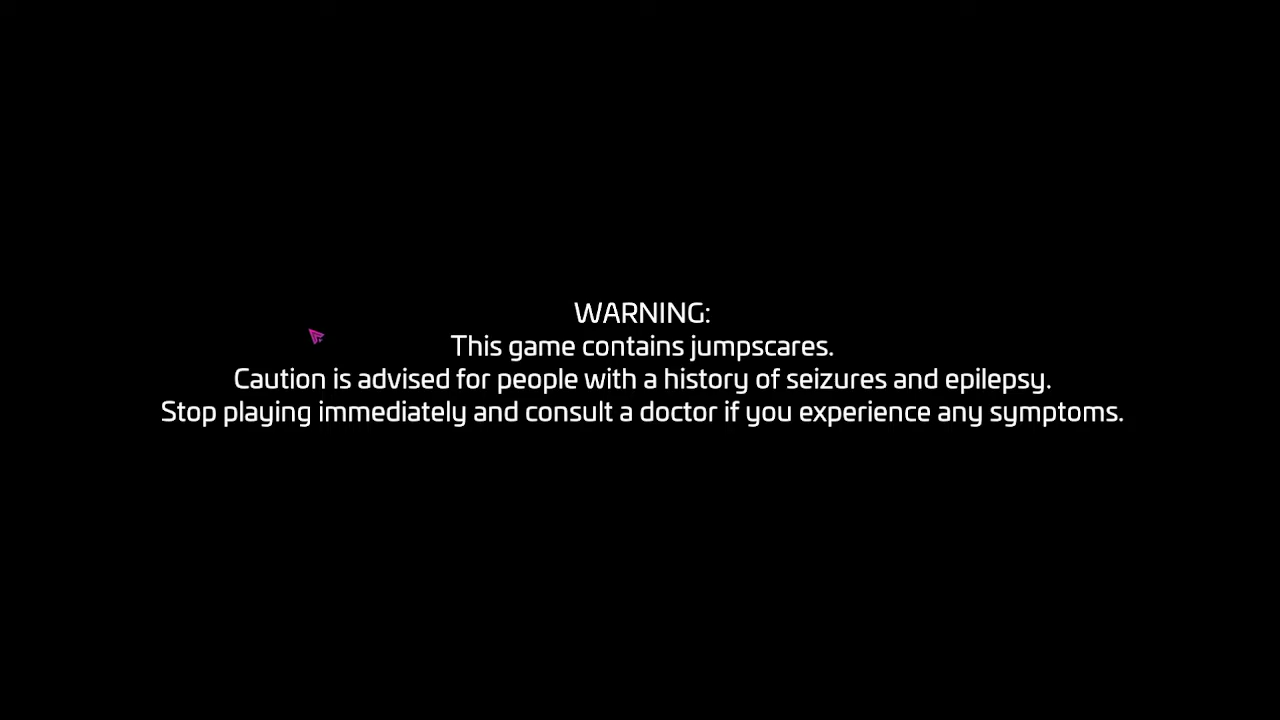 WARNING:
This game contains jumpscares.
Caution is advised for people with a history of seizures and epilepsy.
Stop playing immediately and consult a doctor if you experience any symptoms.